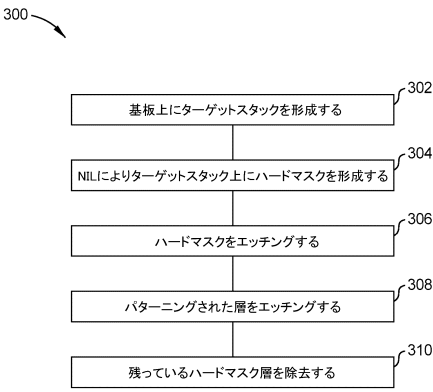 300
302
基板上にターゲットスタックを形成する
304
NILによりターゲットスタック上にハードマスクを形成する
306
ハードマスクをエッチングする
308
パターニングされた層をエッチングする
310
残っているハードマスク層を除去する